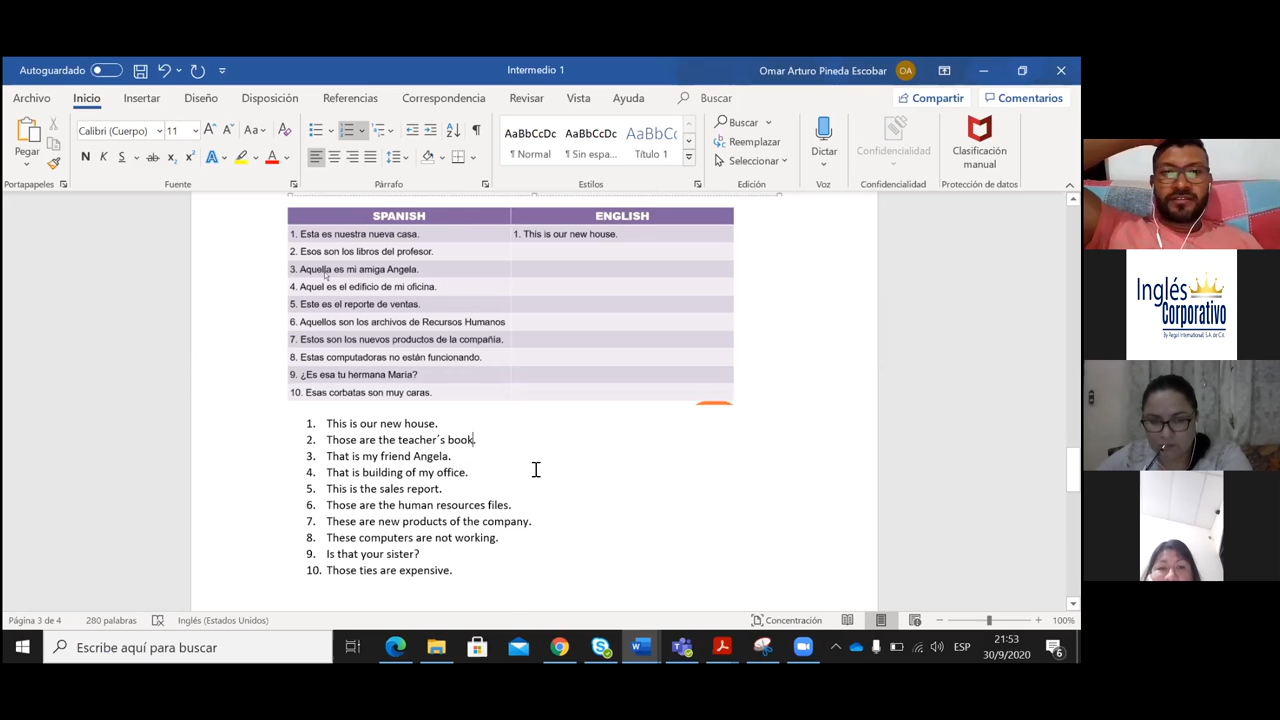 Autoguardado
Intermedio 1
Omar Arturo Pineda Escobar
OA
Archivo Inicio Insertar Diseño Disposición Referencias Correspondencia Revisar Vista Ayuda Buscar
Compartir Comentarios
Pegar
Calibri (Cuerpo) 11
N K S ab x₂ x²
AaBbCcDc AaBbCcDc AaBbCc
¶ Normal ¶ Sin espa... Título 1
Buscar
Reemplazar
Seleccionar
Dictar
Confidencialidad
Clasificación manual
Portapapeles Fuente Párrafo Estilos Edición Voz Confidencialidad Protección de datos
SPANISH ENGLISH
1. Esta es nuestra nueva casa. 1. This is our new house.
2. Esos son los libros del profesor.
3. Aquella es mi amiga Angela.
4. Aquel es el edificio de mi oficina.
5. Este es el reporte de ventas.
6. Aquellos son los archivos de Recursos Humanos
7. Estos son los nuevos productos de la compañía.
8. Estas computadoras no están funcionando.
9. ¿Es esa tu hermana Maria?
10. Esas corbatas son muy caras.
1. This is our new house.
2. Those are the teacher´s book.
3. That is my friend Angela.
4. That is building of my office.
5. This is the sales report.
6. Those are the human resources files.
7. These are new products of the company.
8. These computers are not working.
9. Is that your sister?
10. Those ties are expensive.
Página 3 de 4 280 palabras Inglés (Estados Unidos)
Concentración
100%
Escribe aquí para buscar
ESP
21:53
30/9/2020
6
Inglés
Corporativo
By Regal International, S.A. de C.V.